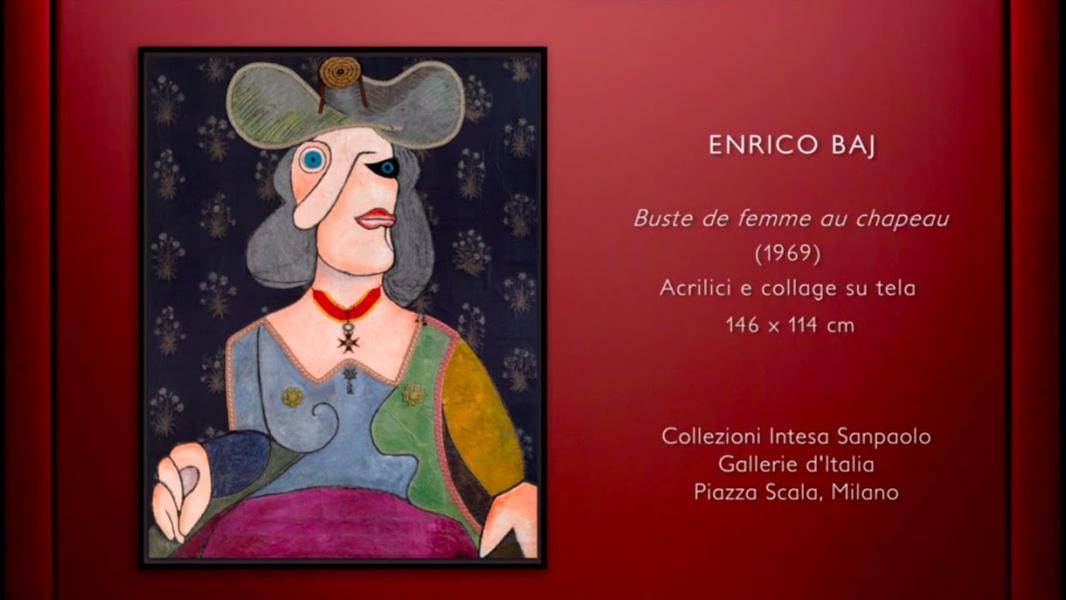 ENRICO BAJ
Buste de femme au chapeau
(1969)
Acrilici e collage su tela
146 x 114 cm
Collezioni Intesa Sanpaolo
Gallerie d'Italia
Piazza Scala, Milano